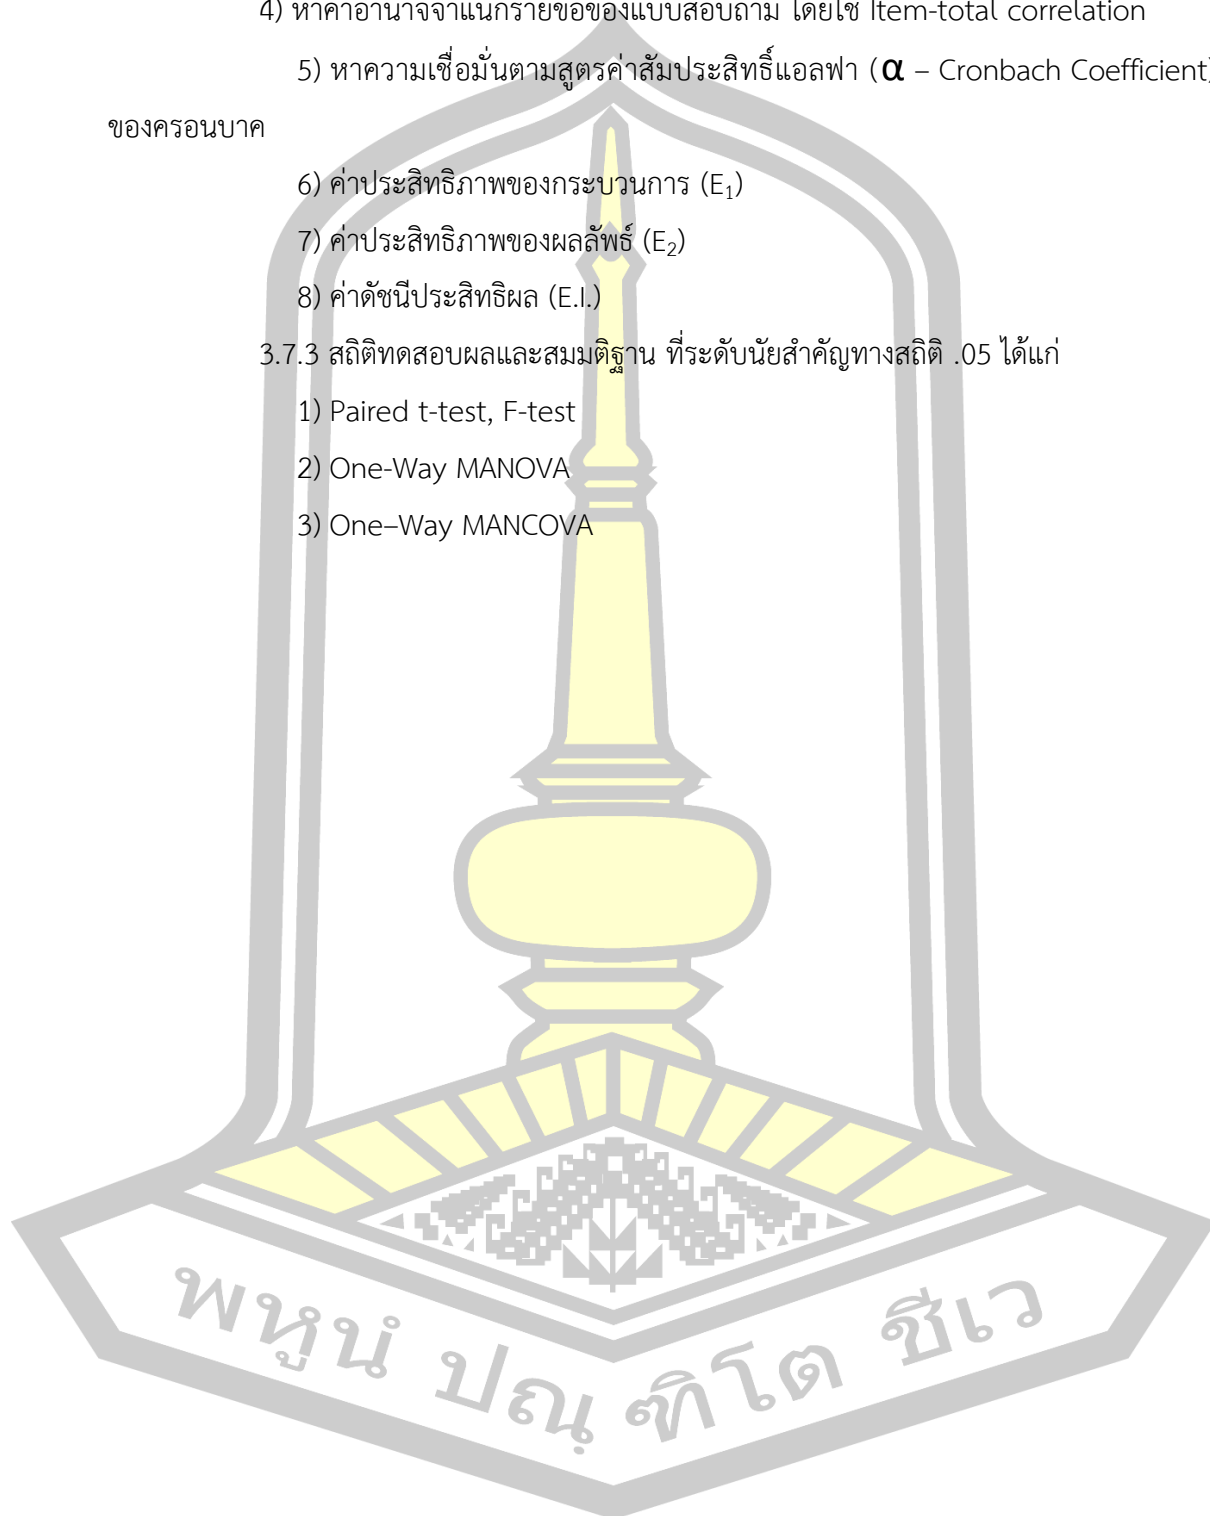 4) หาค่าอำนาจจำแนกรายข้อของแบบสอบถาม โดยใช้ Item-total correlation
5) หาความเชื่อมั่นตามสูตรค่าสัมประสิทธิ์แอลฟา (α – Cronbach Coefficient)
ของครอนบาค
6) ค่าประสิทธิภาพของกระบวนการ (E₁)
7) ค่าประสิทธิภาพของผลลัพธ์ (E₂)
8) ค่าดัชนีประสิทธิผล (E.I.)
3.7.3 สถิติทดสอบผลและสมมติฐาน ที่ระดับนัยสำคัญทางสถิติ .05 ได้แก่
1) Paired t-test, F-test
2) One-Way MANOVA
3) One–Way MANCOVA
พหูนํ ปณฺฑิโต ชีเว